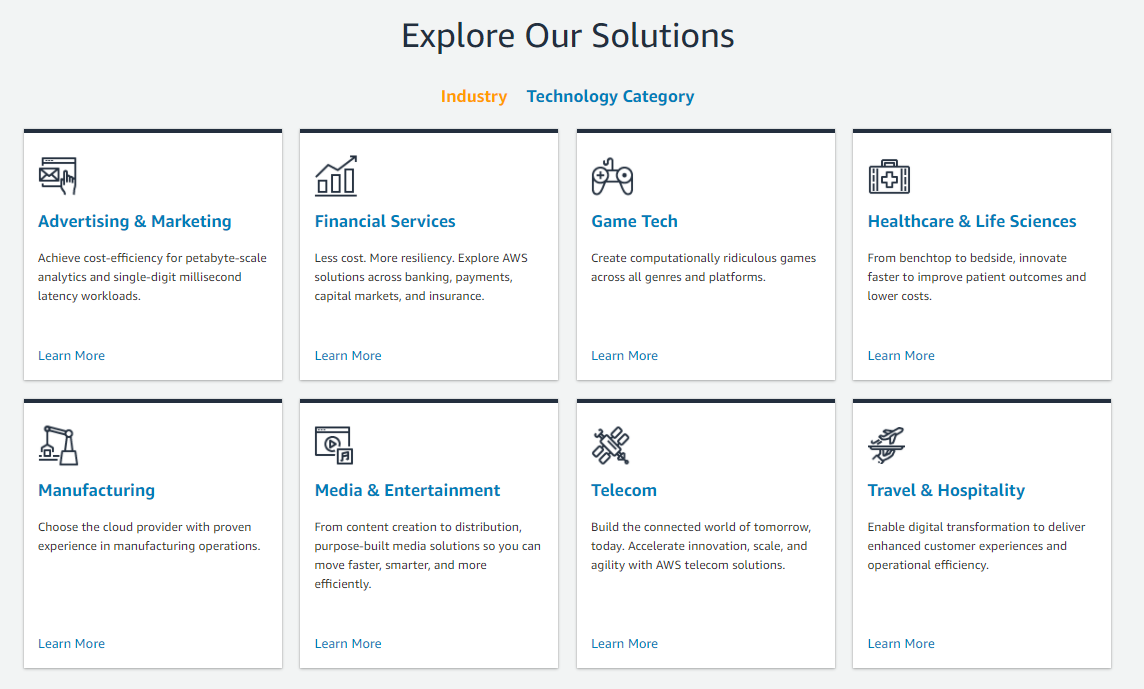 Explore Our Solutions
Industry Technology Category
Advertising & Marketing
Achieve cost-efficiency for petabyte-scale
analytics and single-digit millisecond
latency workloads.
Learn More
Financial Services
Less cost. More resiliency. Explore AWS
solutions across banking, payments,
capital markets, and insurance.
Learn More
Game Tech
Create computationally ridiculous games
across all genres and platforms.
Learn More
Healthcare & Life Sciences
From benchtop to bedside, innovate
faster to improve patient outcomes and
lower costs.
Learn More
Manufacturing
Choose the cloud provider with proven
experience in manufacturing operations.
Learn More
Media & Entertainment
From content creation to distribution,
purpose-built media solutions so you can
move faster, smarter, and more
efficiently.
Learn More
Telecom
Build the connected world of tomorrow,
today. Accelerate innovation, scale, and
agility with AWS telecom solutions.
Learn More
Travel & Hospitality
Enable digital transformation to deliver
enhanced customer experiences and
operational efficiency.
Learn More